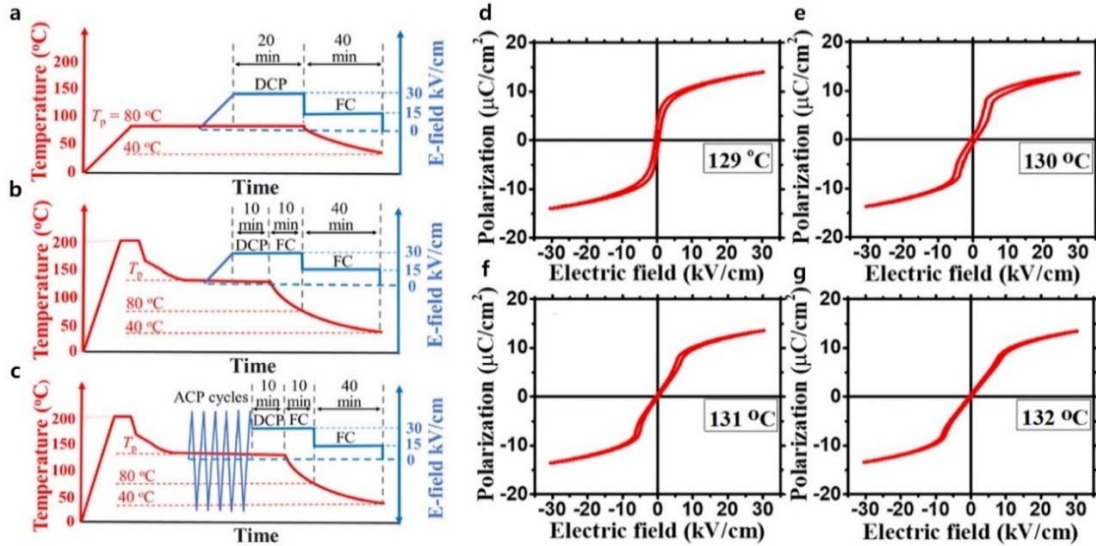 a
Temperature (°C)
200
150
100
50
0
Tp = 80 °C
40 °C
20
min
40
min
DCP
FC
30
15
0
E-field kV/cm
Time
b
Temperature (°C)
200
150
100
50
0
Tp
80 °C
40 °C
10
min
10
min
40
min
DCP
FC
FC
30
15
0
E-field kV/cm
Time
c
Temperature (°C)
200
150
100
50
0
Tp
80 °C
40 °C
ACP cycles
10
min
10
min
40
min
DCP
FC
FC
30
15
0
E-field kV/cm
Time
d
Polarization (μC/cm²)
20
10
0
-10
-20
129 °C
-30 -20 -10 0 10 20 30
Electric field (kV/cm)
e
Polarization (μC/cm²)
20
10
0
-10
-20
130 °C
-30 -20 -10 0 10 20 30
Electric field (kV/cm)
f
Polarization (μC/cm²)
20
10
0
-10
-20
131 °C
-30 -20 -10 0 10 20 30
Electric field (kV/cm)
g
Polarization (μC/cm²)
20
10
0
-10
-20
132 °C
-30 -20 -10 0 10 20 30
Electric field (kV/cm)